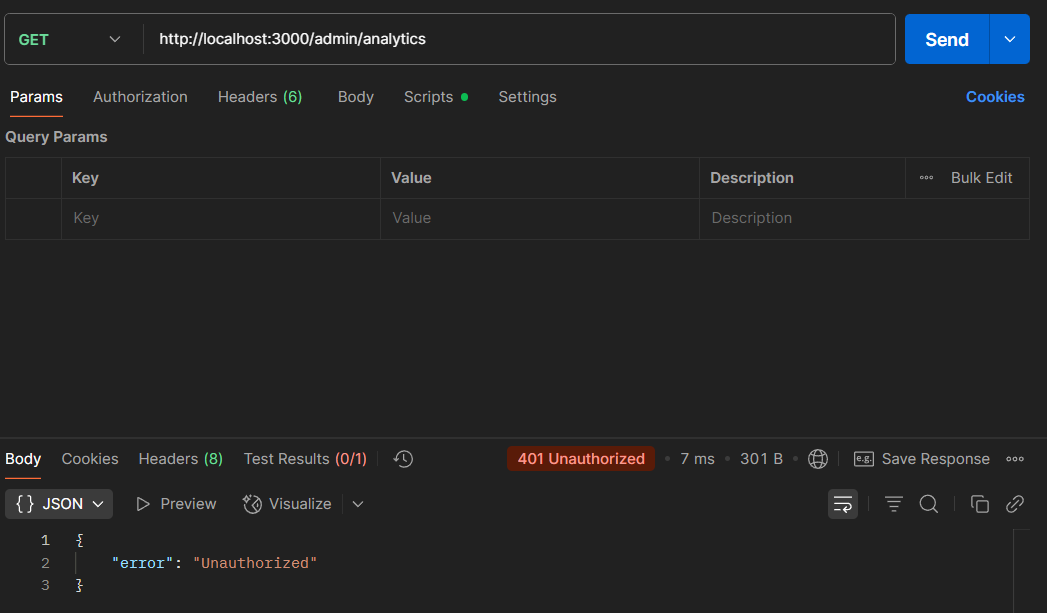 GET http://localhost:3000/admin/analytics Send
Params Authorization Headers (6) Body Scripts Settings Cookies
Query Params
Key Value Description Bulk Edit
Key Value Description
Body Cookies Headers (8) Test Results (0/1) 401 Unauthorized 7 ms 301 B e.g. Save Response
{} JSON Preview Visualize
1 {
2 "error": "Unauthorized"
3 }